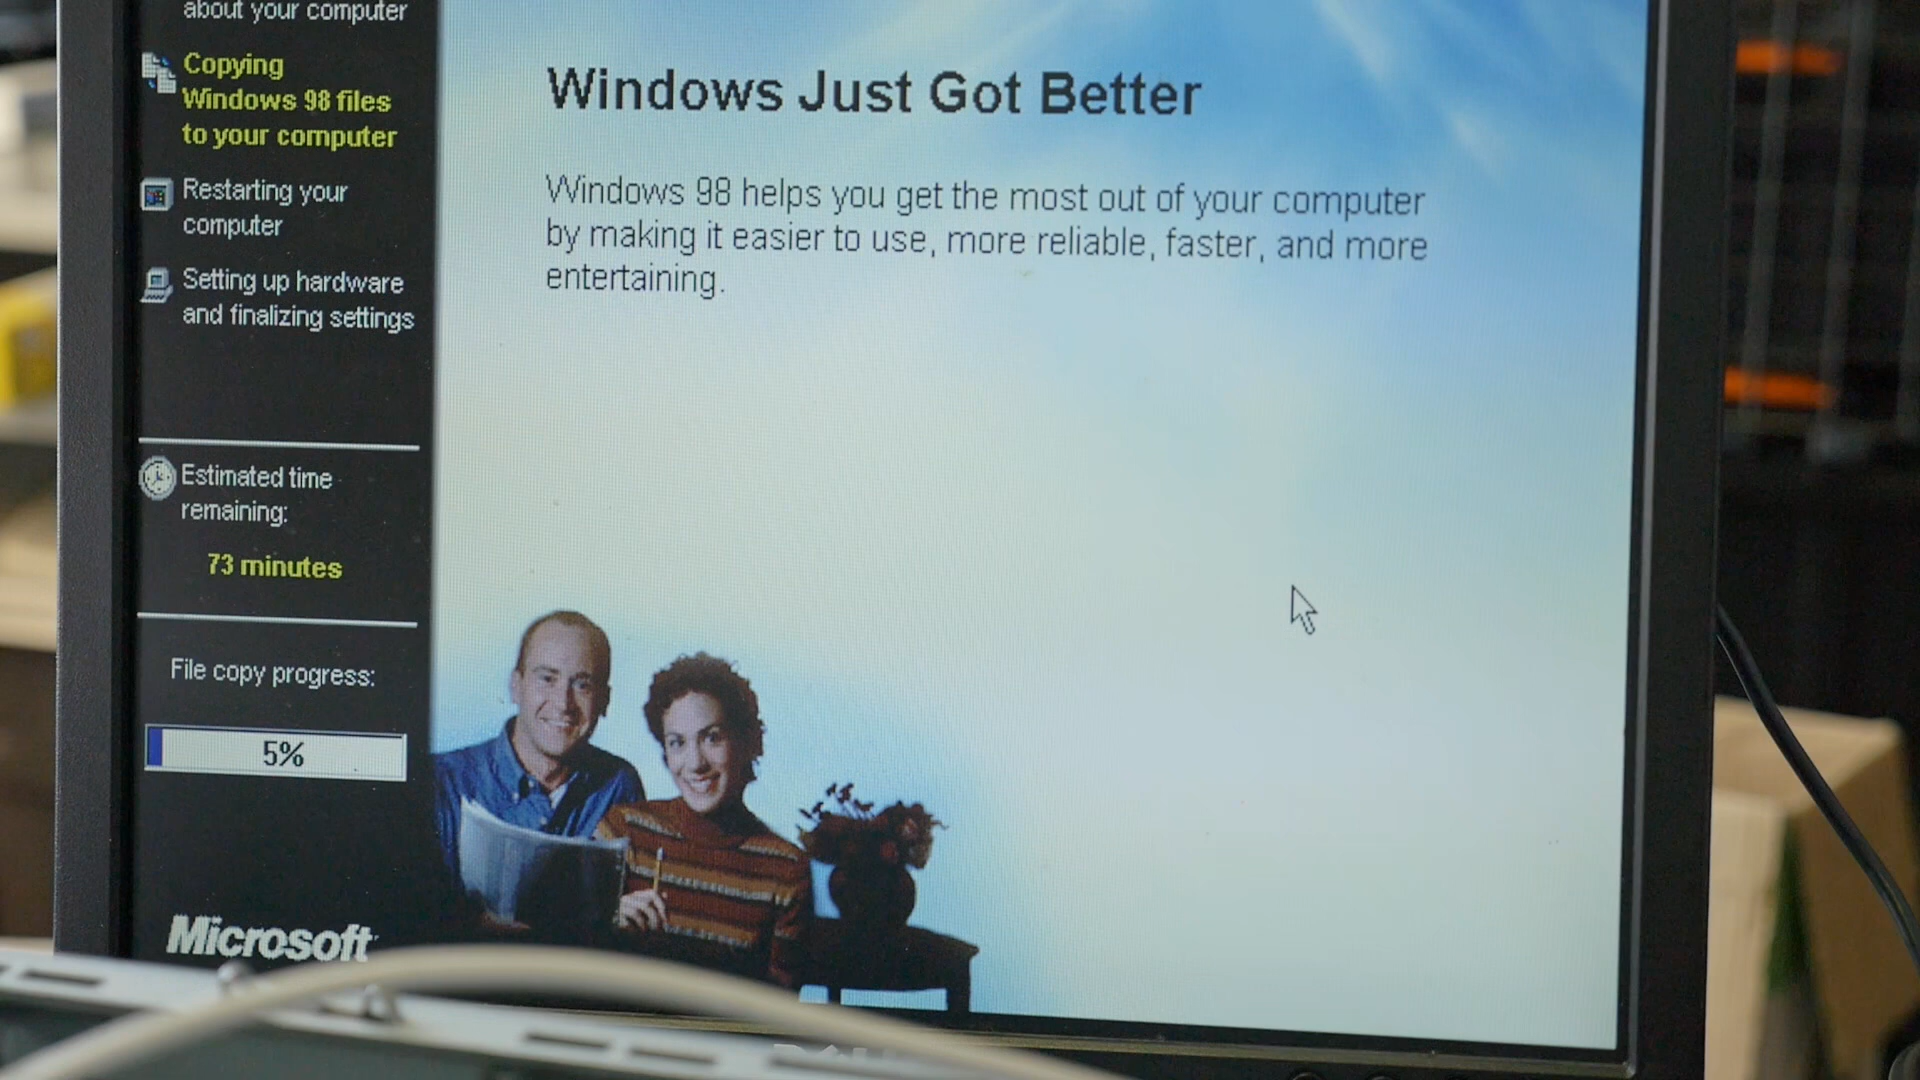 about your computer
Copying
Windows 98 files
to your computer
Restarting your
computer
Setting up hardware
and finalizing settings
Estimated time
remaining:
73 minutes
File copy progress:
5%
Microsoft
Windows Just Got Better
Windows 98 helps you get the most out of your computer
by making it easier to use, more reliable, faster, and more
entertaining.